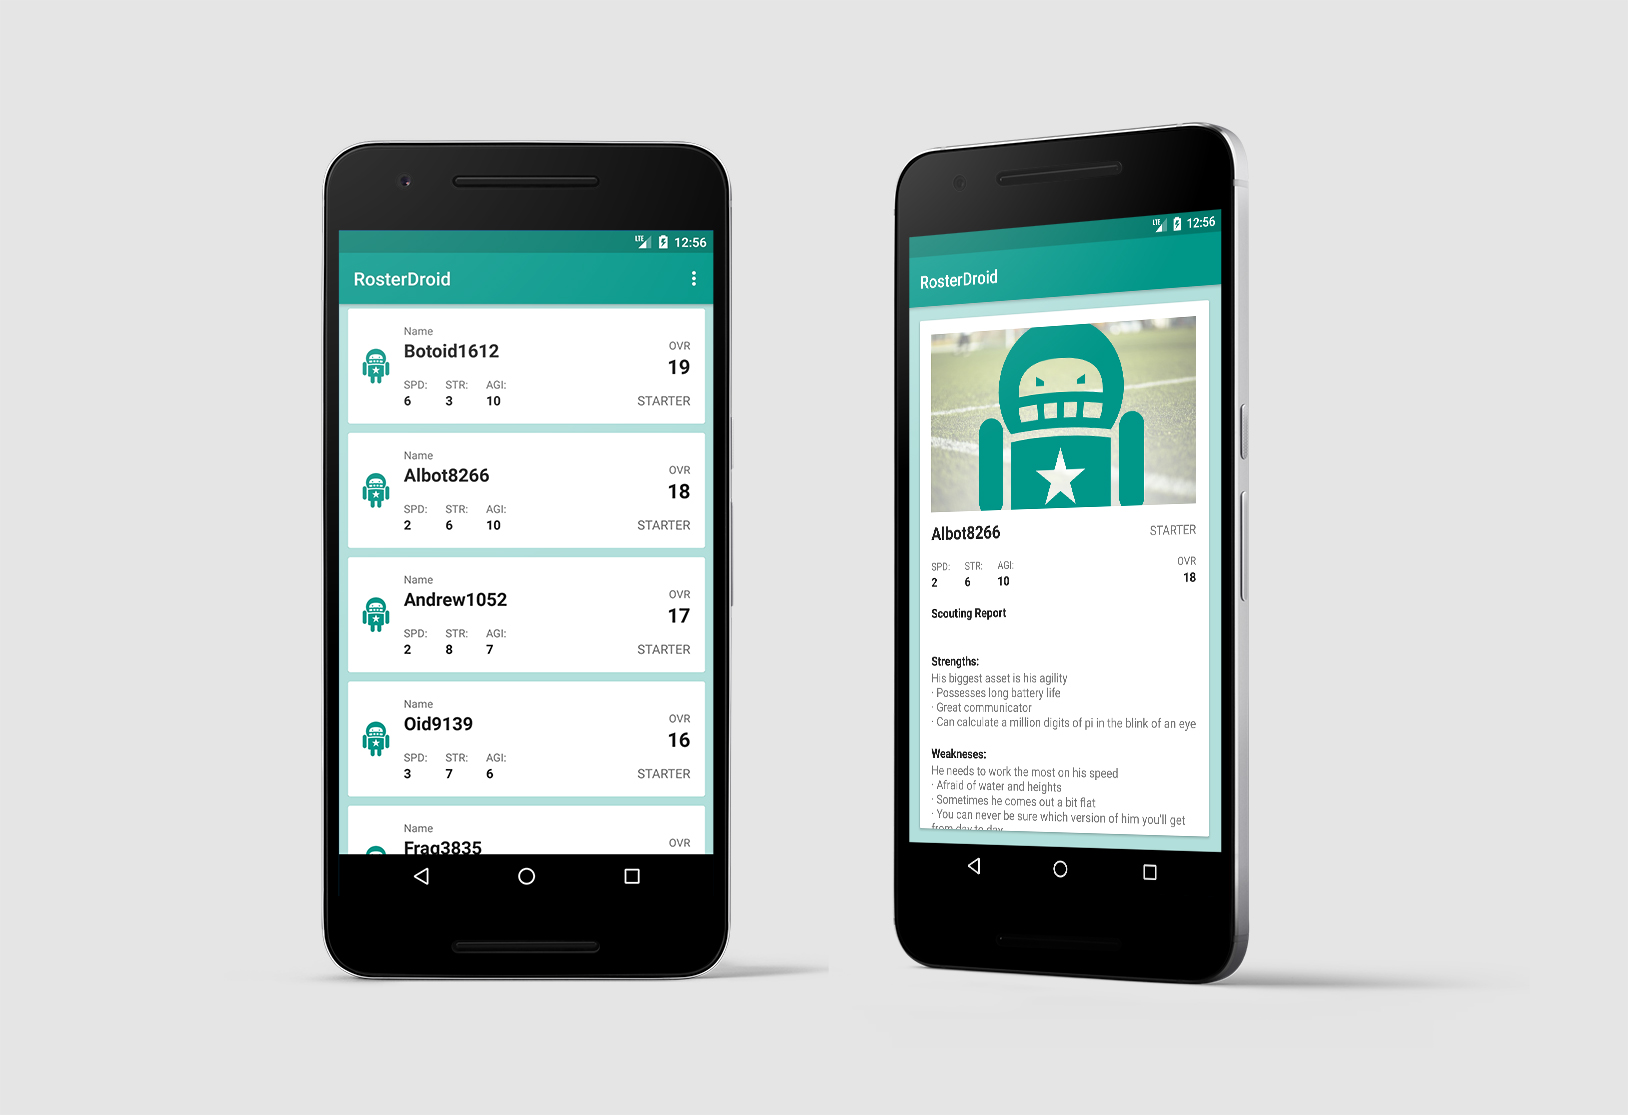 LTE 12:56
RosterDroid
Name
Botoid1612
OVR
19
SPD: STR: AGI:
6 3 10
STARTER
Name
Albot8266
OVR
18
SPD: STR: AGI:
2 6 10
STARTER
Name
Andrew1052
OVR
17
SPD: STR: AGI:
2 8 7
STARTER
Name
Oid9139
OVR
16
SPD: STR: AGI:
3 7 6
STARTER
Name
Frag3835
OVR
LTE 12:56
RosterDroid
Albot8266 STARTER
SPD: STR: AGI: OVR
2 6 10 18
Scouting Report
Strengths:
His biggest asset is his agility
· Possesses long battery life
· Great communicator
· Can calculate a million digits of pi in the blink of an eye
Weakneses:
He needs to work the most on his speed
· Afraid of water and heights
· Sometimes he comes out a bit flat
· You can never be sure which version of him you'll get
from day to day